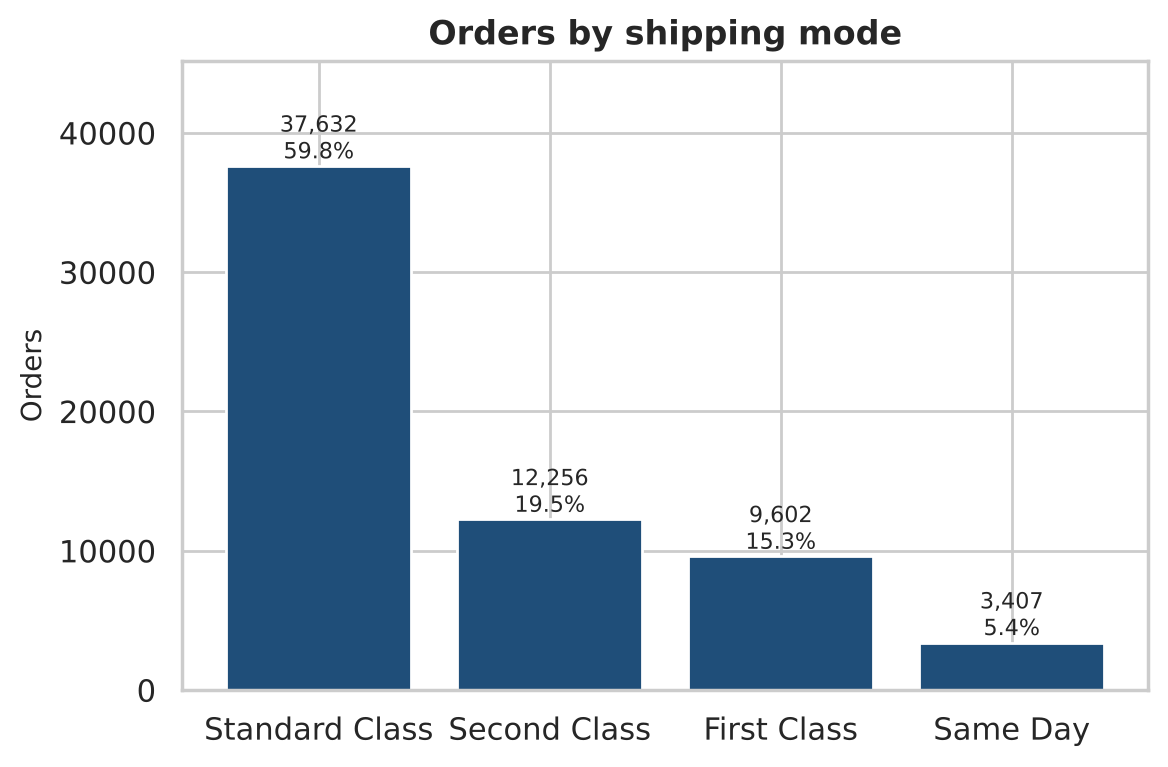 Orders by shipping mode
Orders
40000
30000
20000
10000
0
37,632
59.8%
12,256
19.5%
9,602
15.3%
3,407
5.4%
Standard Class
Second Class
First Class
Same Day